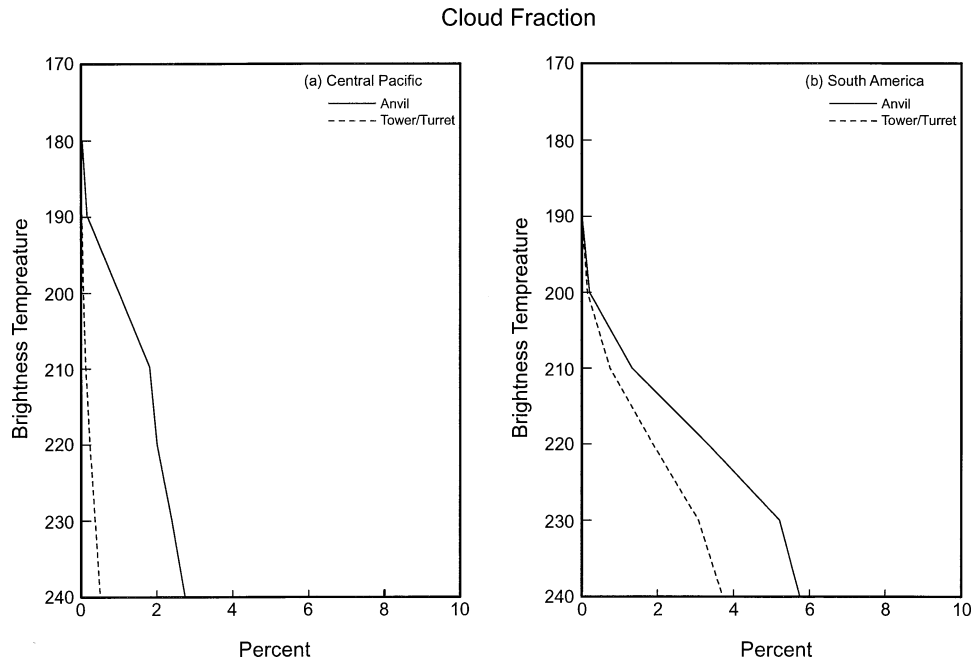 Cloud Fraction
(a) Central Pacific
Anvil
Tower/Turret
Brightness Tempreature
170
180
190
200
210
220
230
240
0 2 4 6 8 10
Percent
(b) South America
Anvil
Tower/Turret
Brightness Tempreature
170
180
190
200
210
220
230
240
0 2 4 6 8 10
Percent